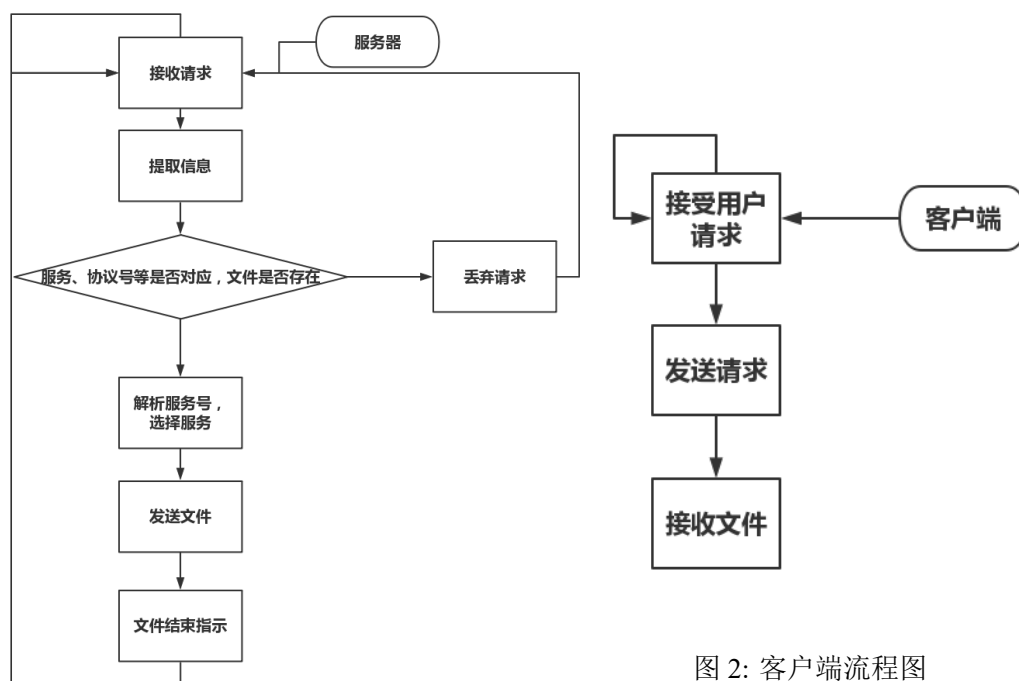 服务器
接收请求
提取信息
服务、协议号等是否对应，文件是否存在
丢弃请求
解析服务号，
选择服务
发送文件
文件结束指示
客户端
接受用户
请求
发送请求
接收文件
图 2: 客户端流程图